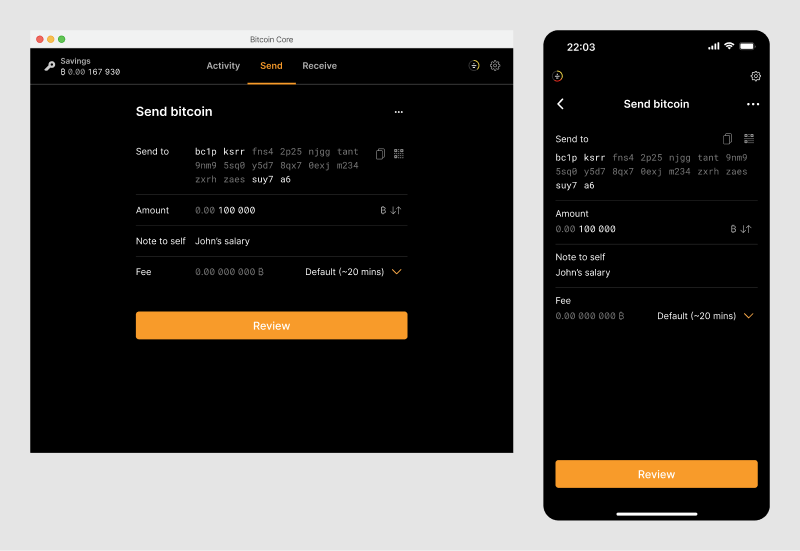 Bitcoin Core
Savings
₿ 0.00 167 930
Activity Send Receive
Send bitcoin
Send to
bc1p ksrr fns4 2p25 njgg tant
9nm9 5sq0 y5d7 8qx7 0exj m234
zxrh zaes suy7 a6
Amount
0.00 100 000
₿
Note to self
John's salary
Fee
0.00 000 000 ₿
Default (~20 mins)
Review
22:03
Send bitcoin
Send to
bc1p ksrr fns4 2p25 njgg tant 9nm9
5sq0 y5d7 8qx7 0exj m234 zxrh zaes
suy7 a6
Amount
0.00 100 000
₿
Note to self
John's salary
Fee
0.00 000 000 ₿
Default (~20 mins)
Review